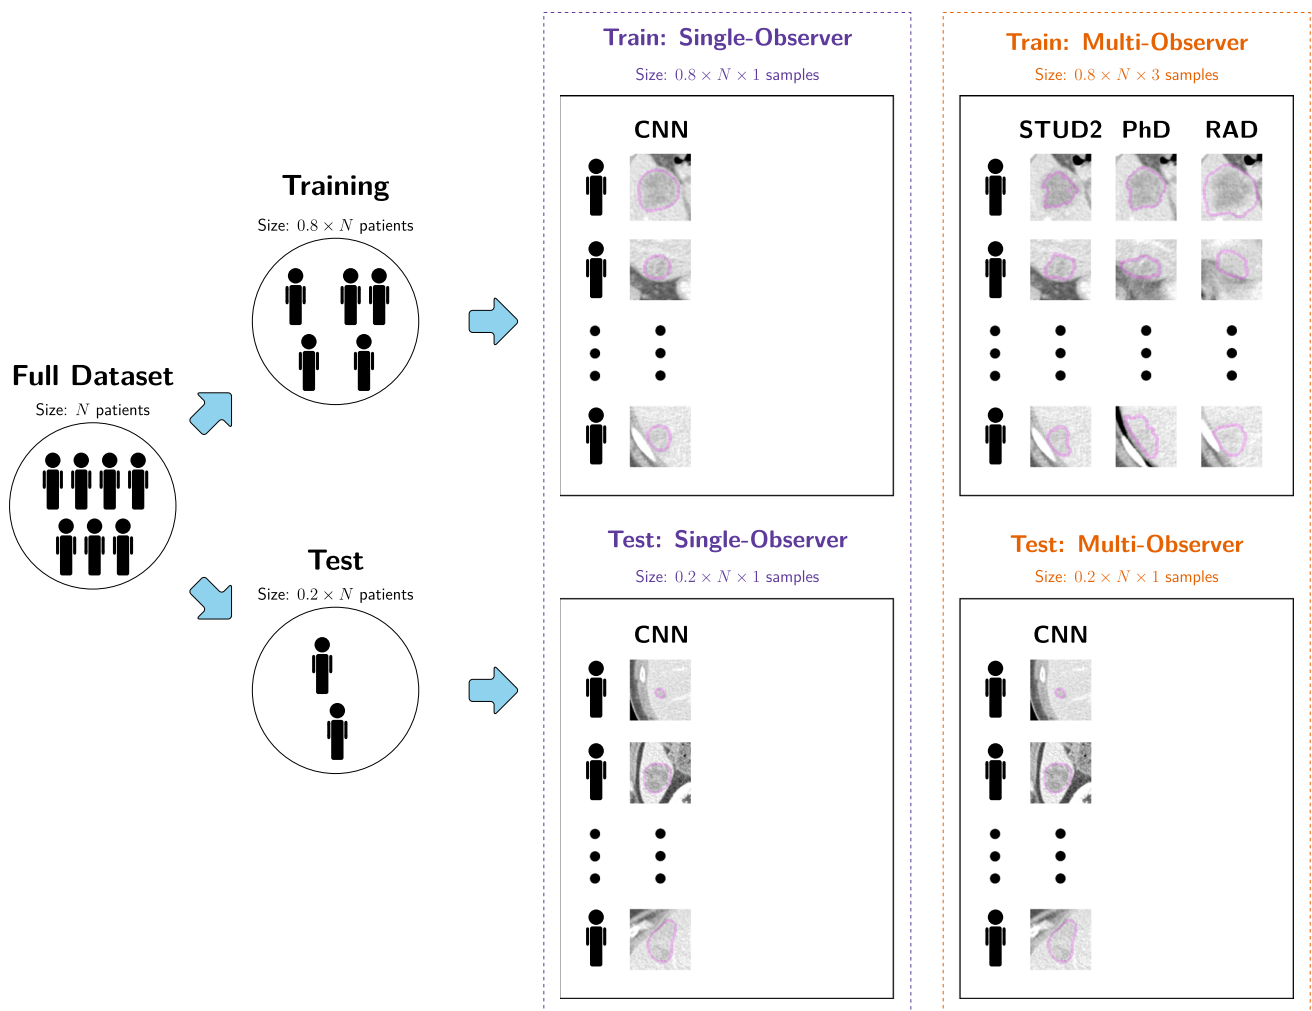 Full Dataset
Size: N patients
Training
Size: 0.8 × N patients
Test
Size: 0.2 × N patients
Train: Single-Observer
Size: 0.8 × N × 1 samples
CNN
Test: Single-Observer
Size: 0.2 × N × 1 samples
CNN
Train: Multi-Observer
Size: 0.8 × N × 3 samples
STUD2 PhD RAD
Test: Multi-Observer
Size: 0.2 × N × 1 samples
CNN